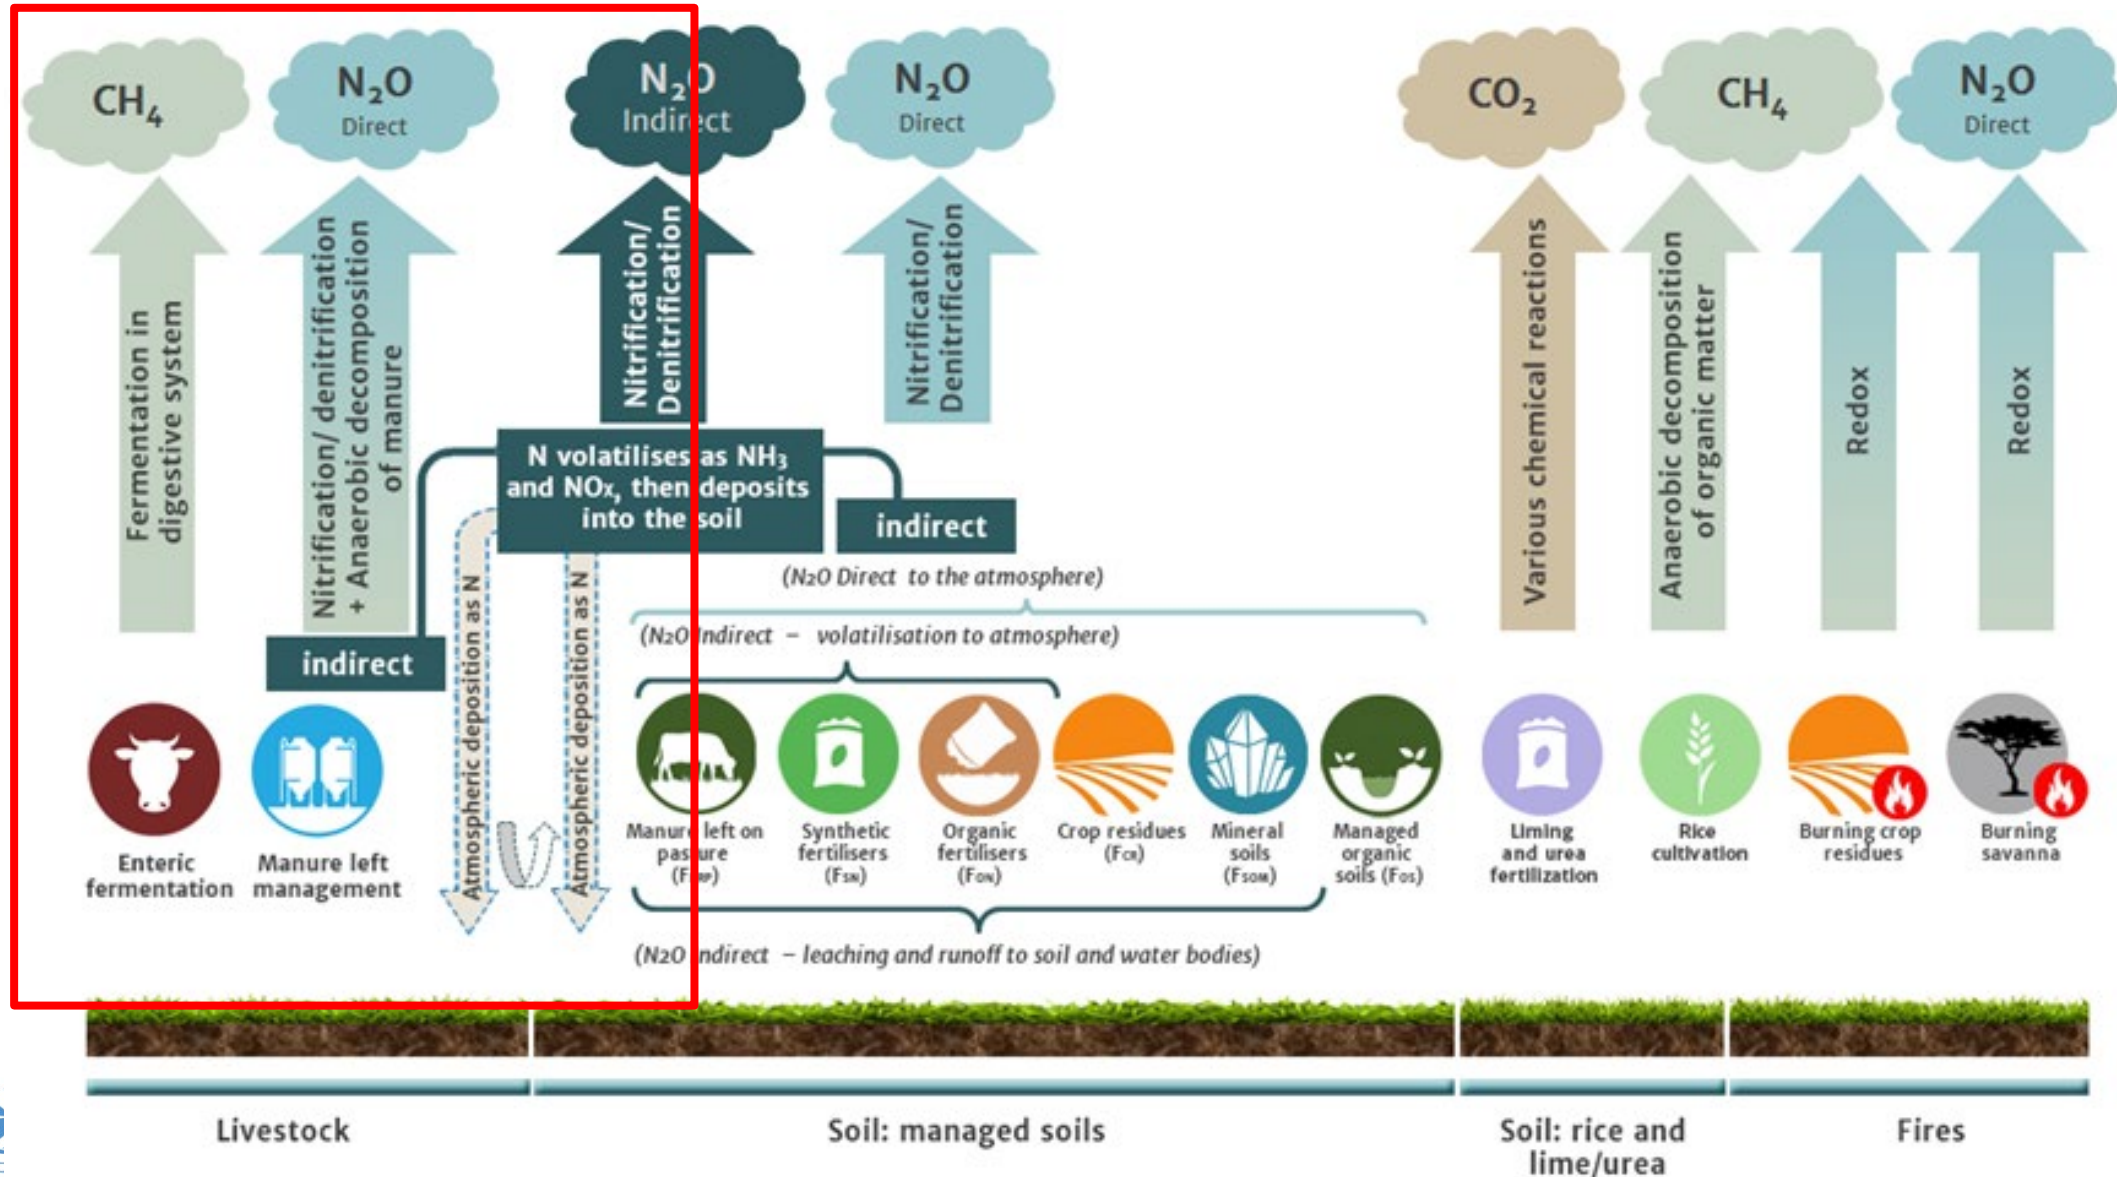 CH₄
N₂O
Direct
N₂O
Indirect
N₂O
Direct
CO₂
CH₄
N₂O
Direct
Fermentation in
digestive system
Nitrification/ denitrification
+ Anaerobic decomposition
of manure
Nitrification/
Denitrification
Nitrification/
Denitrification
Various chemical reactions
Anaerobic decomposition
of organic matter
Redox
Redox
N volatilises as NH₃
and NOx, then deposits
into the soil
indirect
indirect
Atmospheric deposition as N
Atmospheric deposition as N
(N2O Direct to the atmosphere)
(N2O Indirect – volatilisation to atmosphere)
Enteric
fermentation
Manure left
management
Manure left on
pasture
Synthetic
fertilisers
(FSN)
Organic
fertilisers
(FON)
Crop residues
(FCR)
Mineral
soils
(FSOM)
Managed
organic
soils (FOS)
Liming
and urea
fertilization
Rice
cultivation
Burning crop
residues
Burning
savanna
(N2O Indirect – leaching and runoff to soil and water bodies)
Livestock
Soil: managed soils
Soil: rice and
lime/urea
Fires